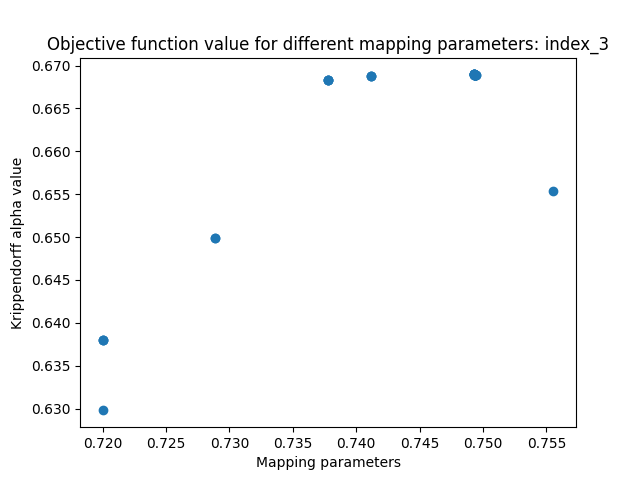 Objective function value for different mapping parameters: index_3
0.670
0.665
0.660
0.655
0.650
0.645
0.640
0.635
0.630
Krippendorff alpha value
0.720 0.725 0.730 0.735 0.740 0.745 0.750 0.755
Mapping parameters